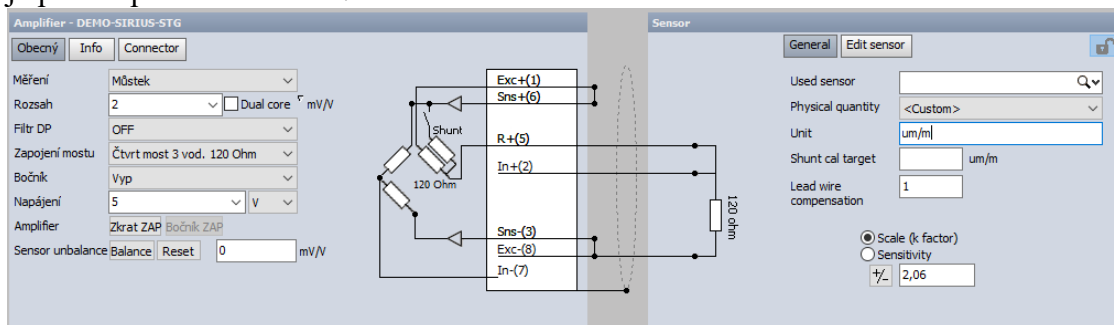 Amplifier - DEMO-SIRIUS-STG
Obecný Info Connector
Měření Můstek
Rozsah 2 Dual core mV/V
Filtr DP OFF
Zapojení mostu Čtvrt most 3 vod. 120 Ohm
Bočník Vyp
Napájení 5 V
Amplifier Zkrat ZAP Bočník ZAP
Sensor unbalance Balance Reset 0 mV/V
Exc+(1)
Sns+(6)
Shunt
R+(5)
In+(2)
120 Ohm
Sns-(3)
Exc-(8)
In-(7)
120 ohm
Sensor
General Edit sensor
Used sensor
Physical quantity <Custom>
Unit um/m
Shunt cal target um/m
Lead wire 1
compensation
Scale (k factor)
Sensitivity
+/- 2,06